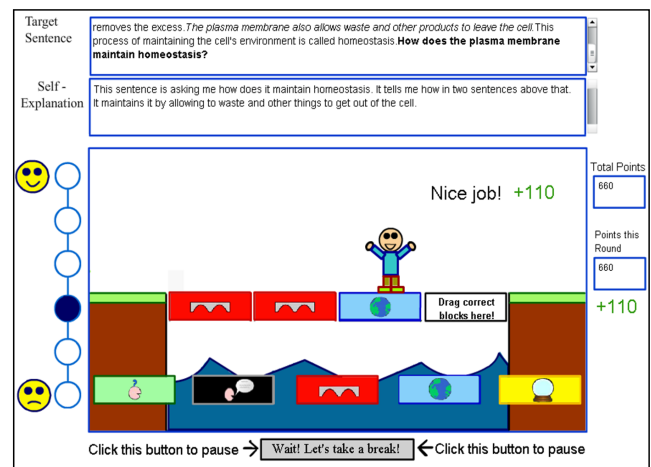 Target
Sentence
removes the excess.The plasma membrane also allows waste and other products to leave the cell.This
process of maintaining the cell's environment is called homeostasis.How does the plasma membrane
maintain homeostasis?
Self -
Explanation
This sentence is asking me how does it maintain homeostasis. It tells me how in two sentences above that.
It maintains it by allowing to waste and other things to get out of the cell.
Nice job! +110
Total Points
660
Points this
Round
660
+110
Drag correct
blocks here!
Click this button to pause
Wait! Let's take a break!
Click this button to pause